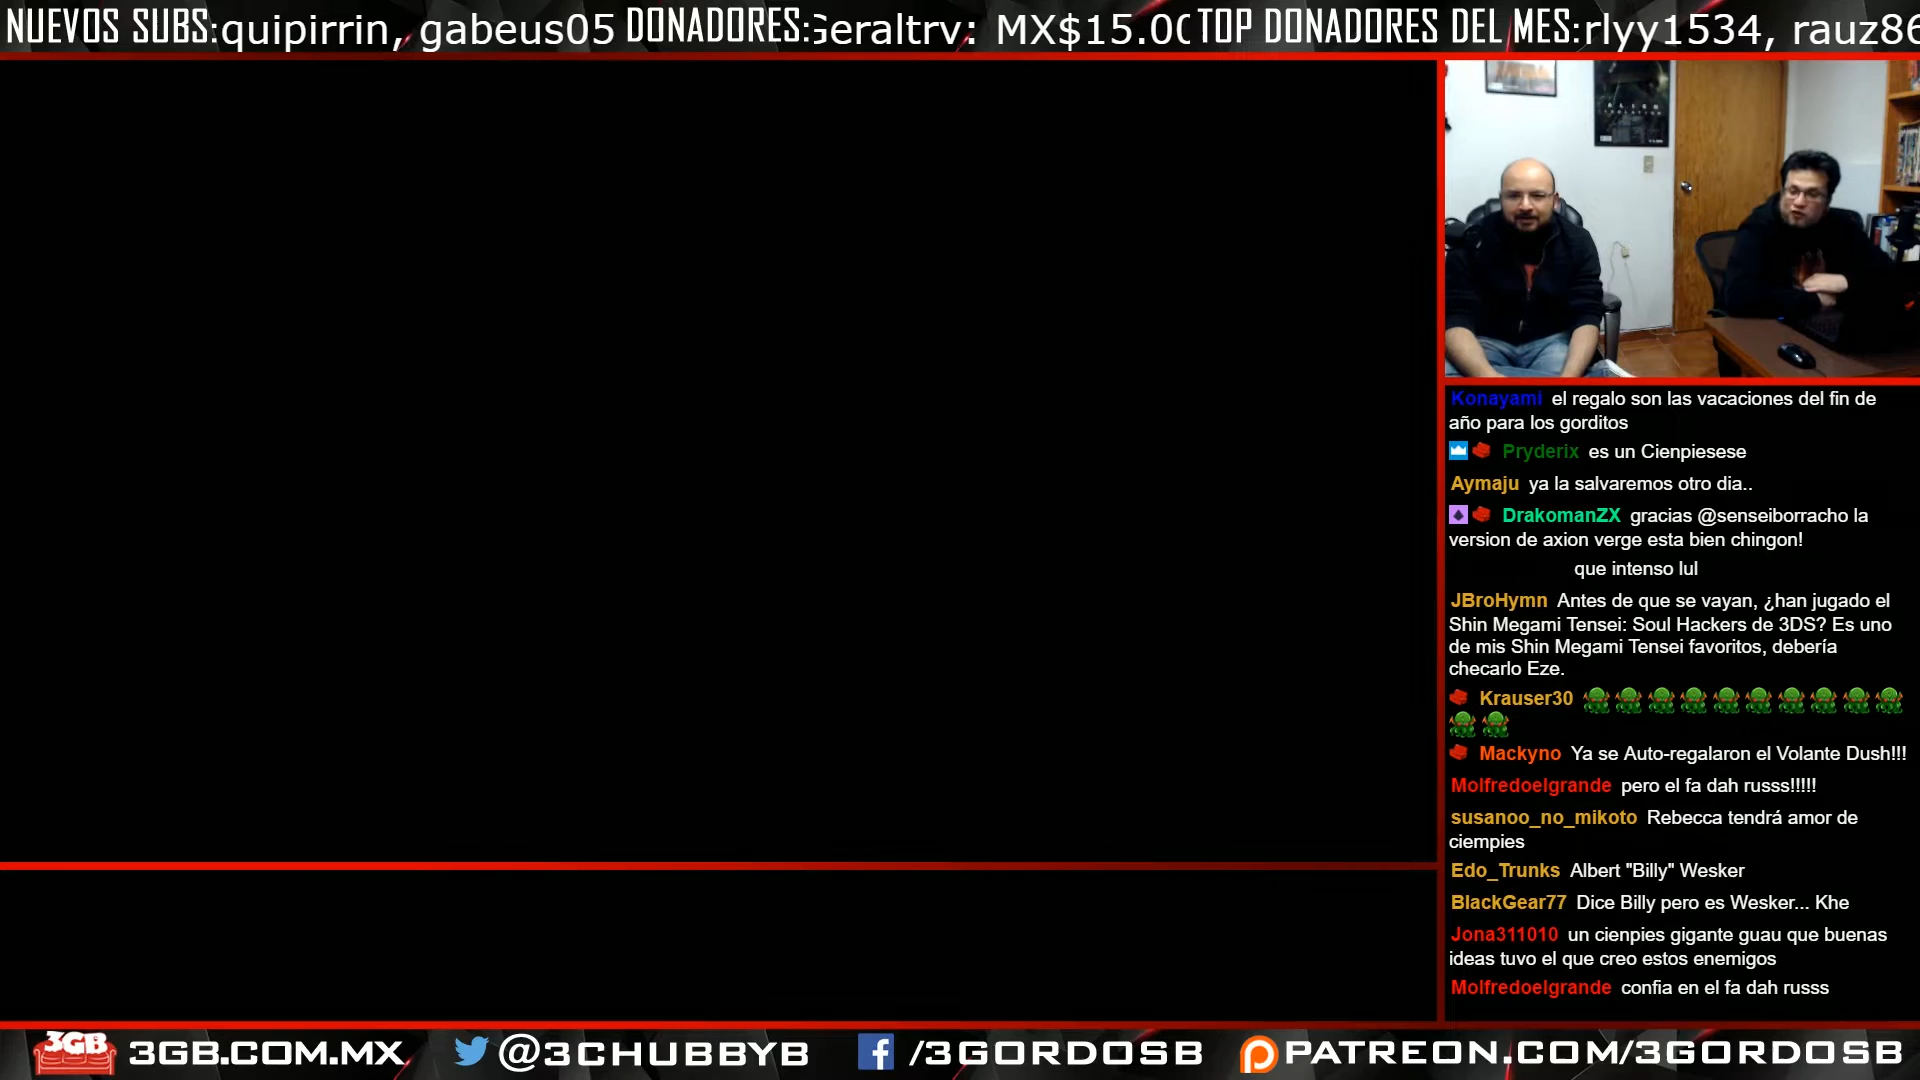 NUEVOS SUBS: quipirrin, gabeus05 DONADORES: Geraltrv: MX$15.00 TOP DONADORES DEL MES: rlyy1534, rauz86
ALIEN
ISOLATION
Konayami el regalo son las vacaciones del fin de
año para los gorditos
Pryderix es un Cienpiesese
Aymaju ya la salvaremos otro dia..
DrakomanZX gracias @senseiborracho la
version de axion verge esta bien chingon!
que intenso lul
JBroHymn Antes de que se vayan, ¿han jugado el
Shin Megami Tensei: Soul Hackers de 3DS? Es uno
de mis Shin Megami Tensei favoritos, debería
checarlo Eze.
Krauser30
Mackyno Ya se Auto-regalaron el Volante Dush!!!
Molfredoelgrande pero el fa dah russs!!!!!
susanoo_no_mikoto Rebecca tendrá amor de
ciempies
Edo_Trunks Albert "Billy" Wesker
BlackGear77 Dice Billy pero es Wesker... Khe
Jona311010 un cienpies gigante guau que buenas
ideas tuvo el que creo estos enemigos
Molfredoelgrande confia en el fa dah russs
3GB 3GB.COM.MX @3CHUBBYB /3GORDOSB PATREON.COM/3GORDOSB